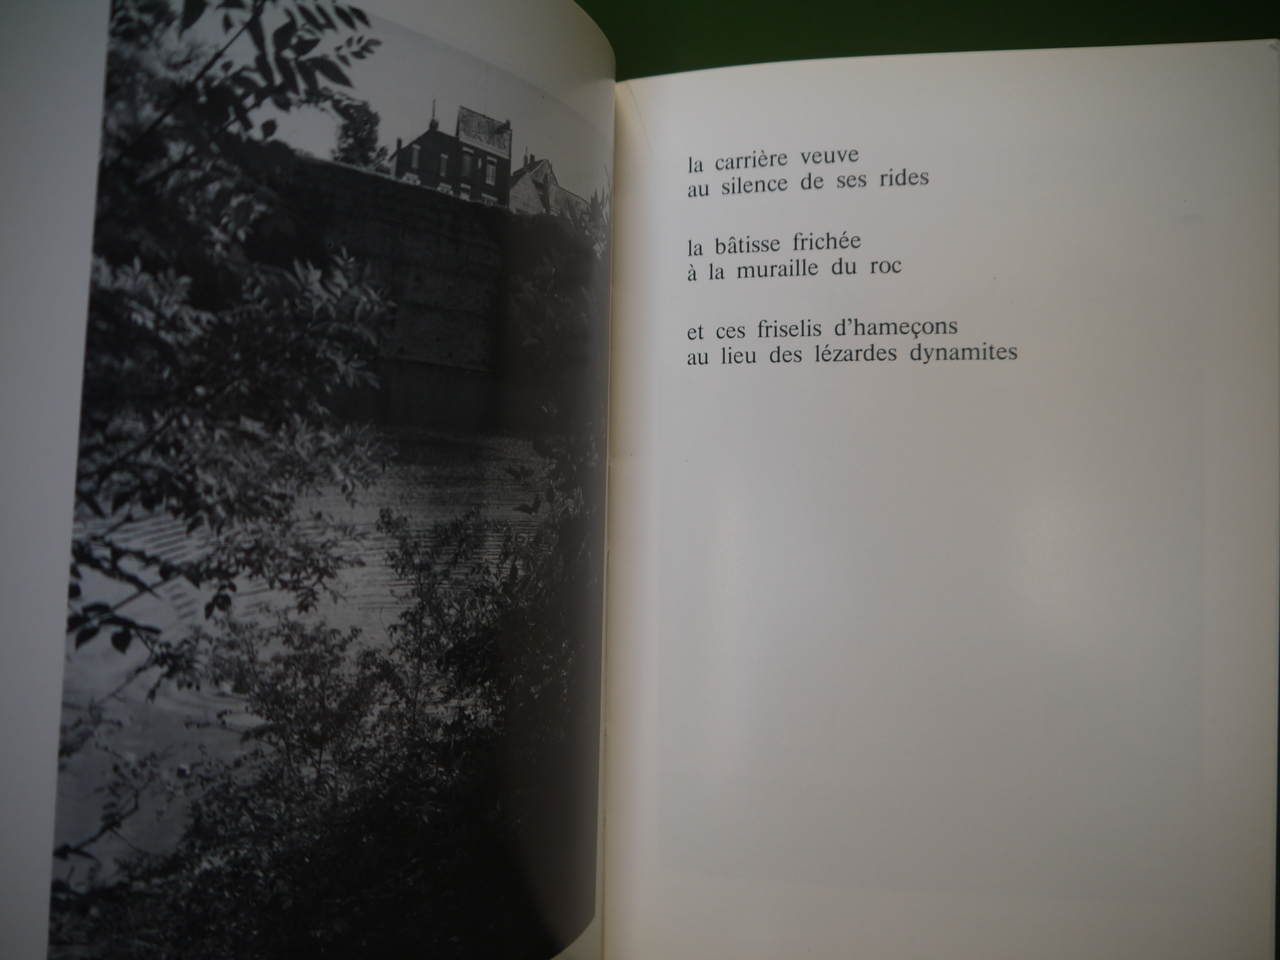 la carrière veuve
au silence de ses rides
la bâtisse frichée
à la muraille du roc
et ces friselis d'hameçons
au lieu des lézardes dynamites